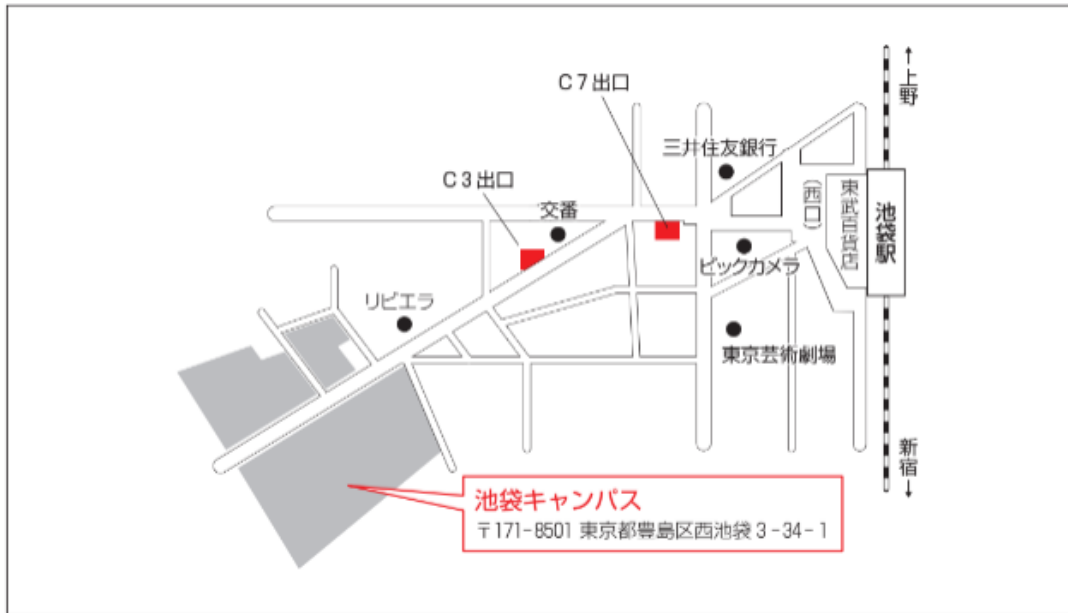 ↑上野
C7出口
三井住友銀行
C3出口
交番
(西口)
東武百貨店
池袋駅
ビックカメラ
リビエラ
東京芸術劇場
新宿↓
池袋キャンパス
〒171-8501 東京都豊島区西池袋3-34-1